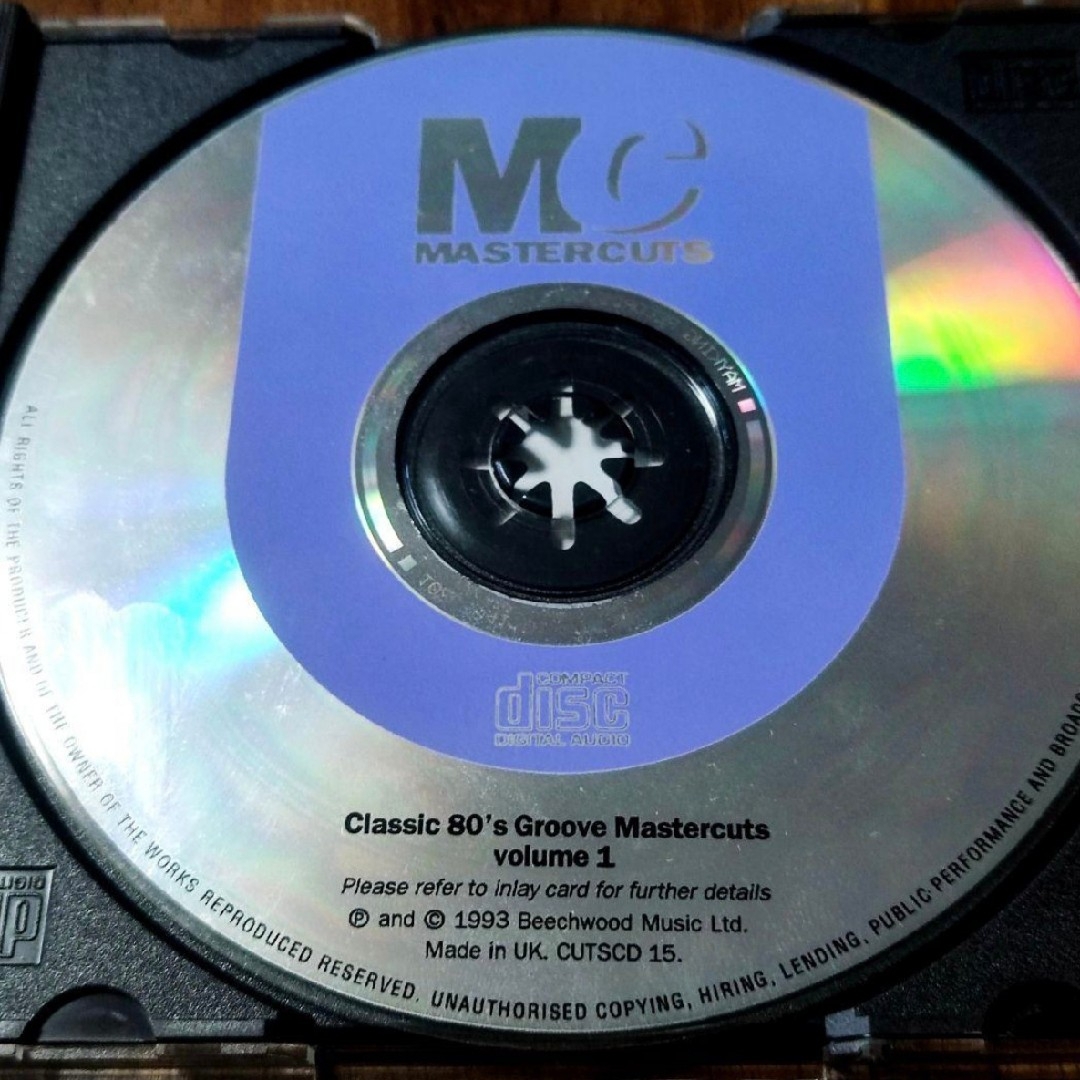 MC
MASTERCUTS
COMPACT
disc
DIGITAL AUDIO
Classic 80's Groove Mastercuts
volume 1
Please refer to inlay card for further details
℗ and © 1993 Beechwood Music Ltd.
Made in UK. CUTSCD 15.
ALL RIGHTS OF THE PRODUCER AND OF THE OWNER OF THE WORKS REPRODUCED RESERVED. UNAUTHORISED COPYING, HIRING, LENDING, PUBLIC PERFORMANCE AND